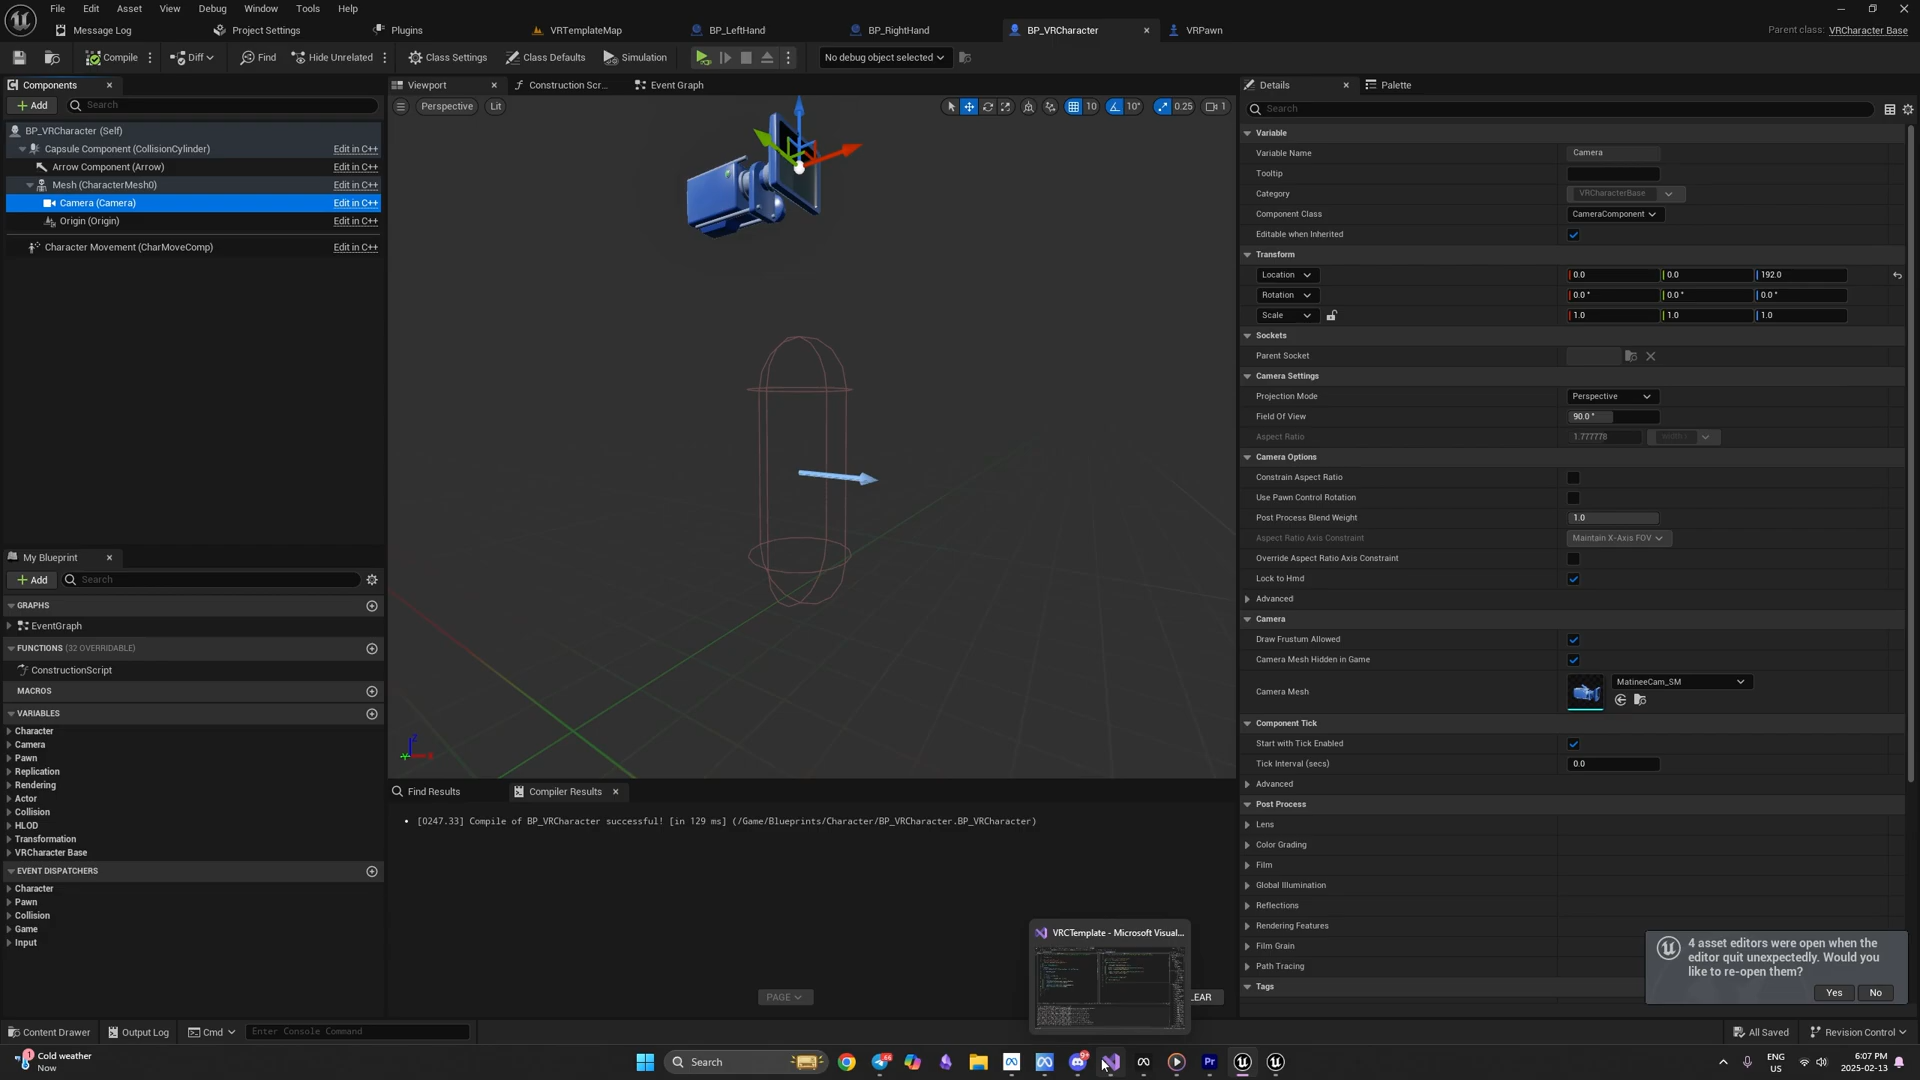 File Edit Asset View Debug Window Tools Help
Message Log Project Settings Plugins VRTemplateMap BP_LeftHand BP_RightHand BP_VRCharacter VRPawn Parent class: VRCharacter Base
Compile Diff Find Hide Unrelated Class Settings Class Defaults Simulation No debug object selected
Components
Add Search
BP_VRCharacter (Self)
Capsule Component (CollisionCylinder) Edit in C++
Arrow Component (Arrow) Edit in C++
Mesh (CharacterMesh0) Edit in C++
Camera (Camera) Edit in C++
Origin (Origin) Edit in C++
Character Movement (CharMoveComp) Edit in C++
My Blueprint
Add Search
GRAPHS
EventGraph
FUNCTIONS (32 OVERRIDABLE)
ConstructionScript
MACROS
VARIABLES
Character
Camera
Pawn
Replication
Rendering
Actor
Collision
HLOD
Transformation
VRCharacter Base
EVENT DISPATCHERS
Character
Pawn
Collision
Game
Input
Viewport Construction Scr... Event Graph
Perspective Lit 10 10° 0.25 1
Z
Find Results Compiler Results
[0247.33] Compile of BP_VRCharacter successful! [in 129 ms] (/Game/Blueprints/Character/BP_VRCharacter.BP_VRCharacter)
PAGE LEAR
VRCTemplate - Microsoft Visual...
Details Palette
Search
Variable
Variable Name Camera
Tooltip
Category VRCharacterBase
Component Class CameraComponent
Editable when Inherited
Transform
Location 0.0 0.0 192.0
Rotation 0.0 ° 0.0 ° 0.0 °
Scale 1.0 1.0 1.0
Sockets
Parent Socket
Camera Settings
Projection Mode Perspective
Field Of View 90.0 °
Aspect Ratio 1.777778
Camera Options
Constrain Aspect Ratio
Use Pawn Control Rotation
Post Process Blend Weight 1.0
Aspect Ratio Axis Constraint Maintain X-Axis FOV
Override Aspect Ratio Axis Constraint
Lock to Hmd
Advanced
Camera
Draw Frustum Allowed
Camera Mesh Hidden in Game
Camera Mesh MatineeCam_SM
Component Tick
Start with Tick Enabled
Tick Interval (secs) 0.0
Advanced
Post Process
Lens
Color Grading
Film
Global Illumination
Reflections
Rendering Features
Film Grain
Path Tracing
Tags
4 asset editors were open when the
editor quit unexpectedly. Would you
like to re-open them?
Yes No
Content Drawer Output Log Cmd Enter Console Command All Saved Revision Control
1 Cold weather
Now
Search
9+
Pr
ENG
US
6:07 PM
2025-02-13